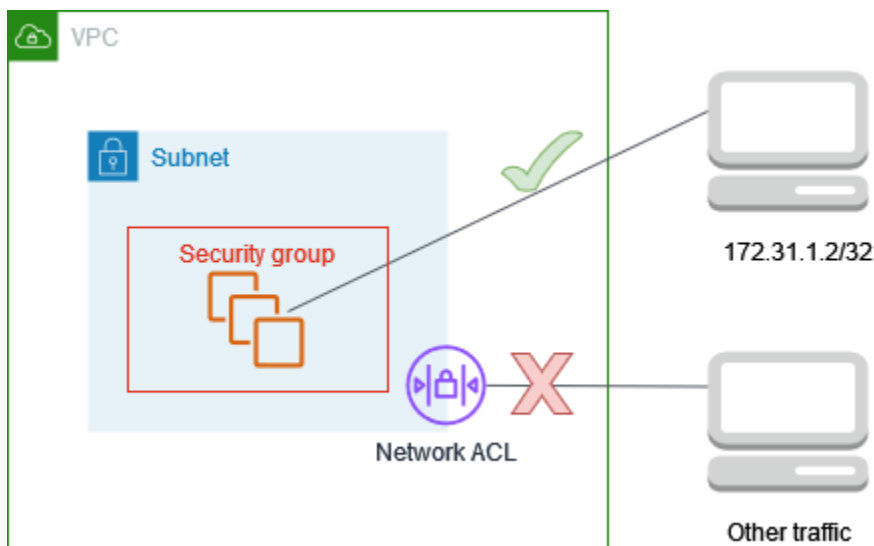 VPC
Subnet
Security group
172.31.1.2/32
Network ACL
Other traffic